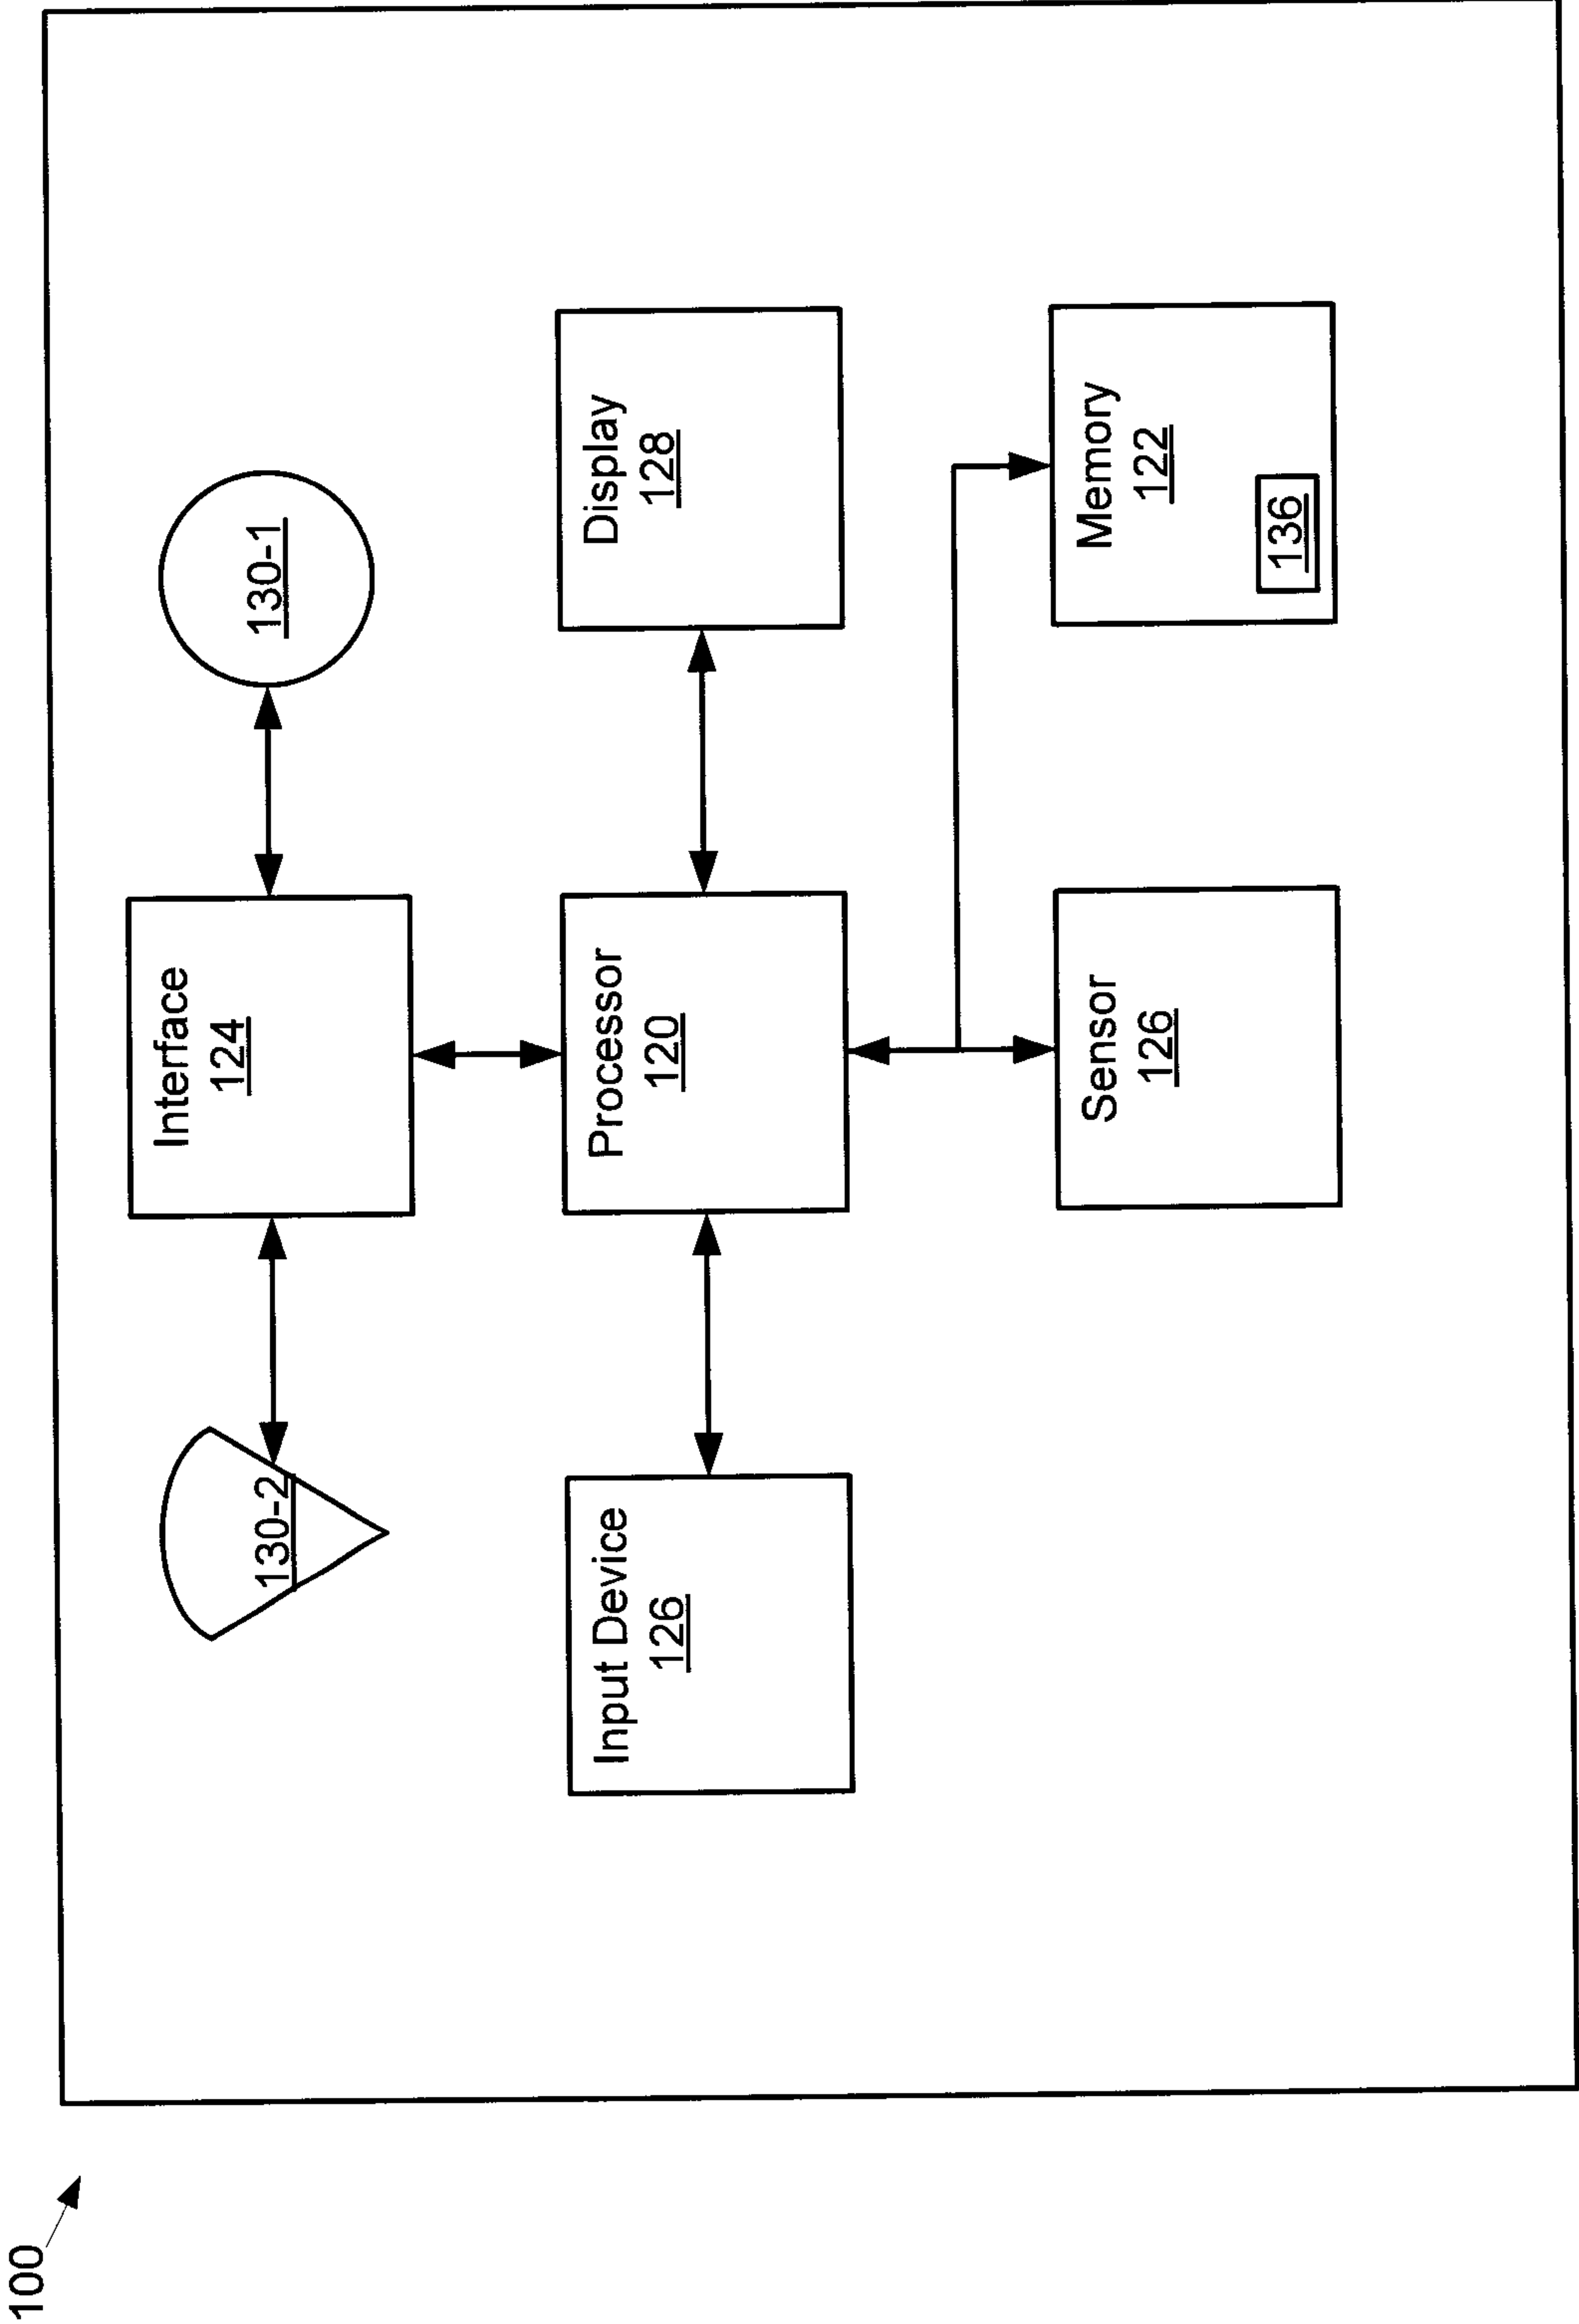 100
130-2
Interface
124
130-1
Input Device
126
Processor
120
Display
128
Sensor
126
Memory
122
136